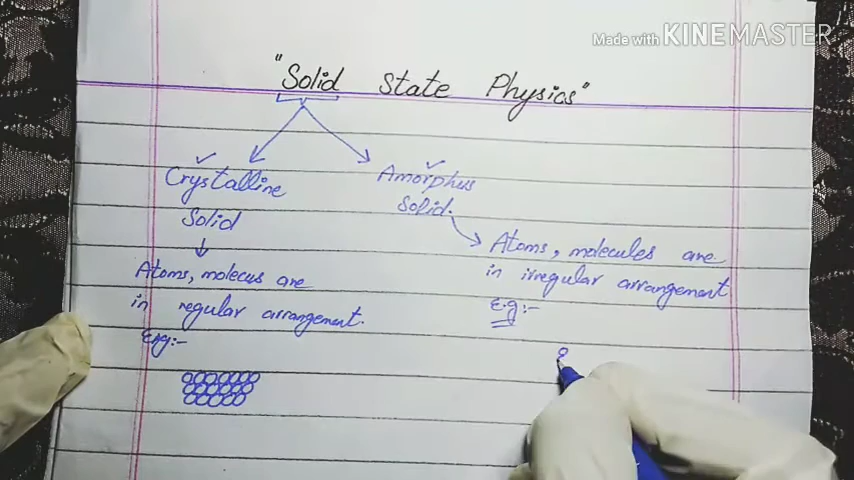 Made with KINEMASTER
"Solid State Physics"
Crystalline
Solid
Amorphus
Solid.
Atoms, molecus are
in regular arrangement.
Eng:-
Atoms, molecules are
in irregular arrangement
E.g:-